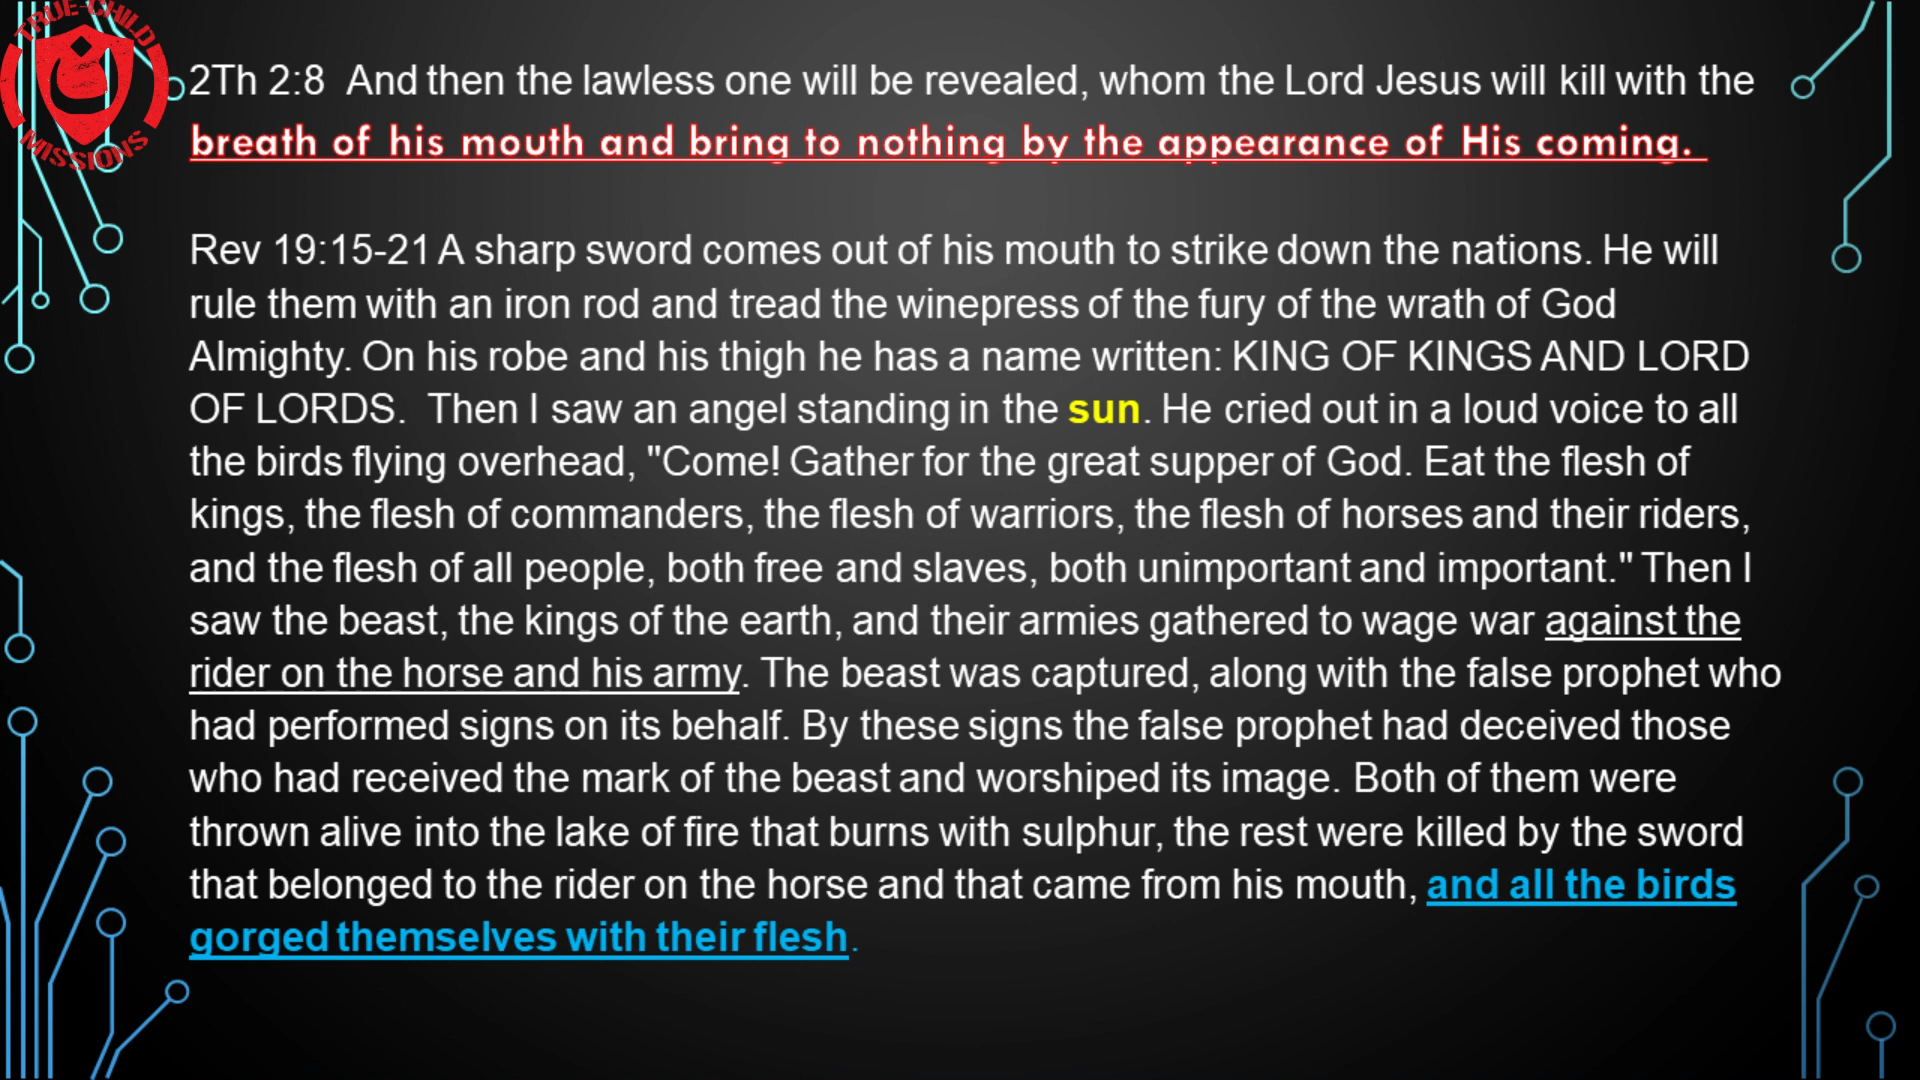 TRUE-CHILD
MISSIONS
2Th 2:8  And then the lawless one will be revealed, whom the Lord Jesus will kill with the
breath of his mouth and bring to nothing by the appearance of His coming.
Rev 19:15-21 A sharp sword comes out of his mouth to strike down the nations. He will
rule them with an iron rod and tread the winepress of the fury of the wrath of God
Almighty. On his robe and his thigh he has a name written: KING OF KINGS AND LORD
OF LORDS.  Then I saw an angel standing in the sun. He cried out in a loud voice to all
the birds flying overhead, "Come! Gather for the great supper of God. Eat the flesh of
kings, the flesh of commanders, the flesh of warriors, the flesh of horses and their riders,
and the flesh of all people, both free and slaves, both unimportant and important." Then I
saw the beast, the kings of the earth, and their armies gathered to wage war against the
rider on the horse and his army. The beast was captured, along with the false prophet who
had performed signs on its behalf. By these signs the false prophet had deceived those
who had received the mark of the beast and worshiped its image. Both of them were
thrown alive into the lake of fire that burns with sulphur, the rest were killed by the sword
that belonged to the rider on the horse and that came from his mouth, and all the birds
gorged themselves with their flesh.